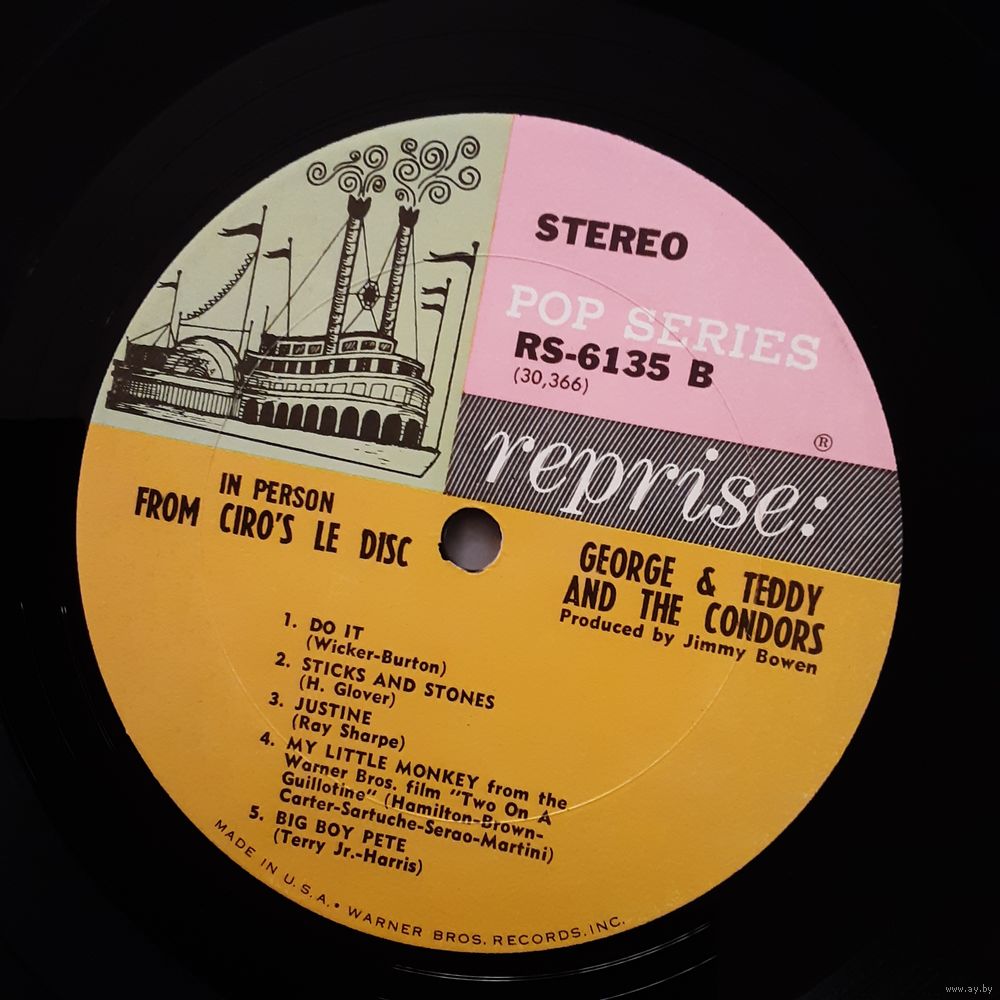 STEREO
POP SERIES
RS-6135 B
(30,366)
®
reprise:
IN PERSON
FROM CIRO'S LE DISC
GEORGE & TEDDY
AND THE CONDORS
Produced by Jimmy Bowen
1. DO IT
(Wicker-Burton)
2. STICKS AND STONES
(H. Glover)
3. JUSTINE
(Ray Sharpe)
4. MY LITTLE MONKEY from the
Warner Bros. film "Two On A
Guillotine" (Hamilton-Brown-
Carter-Sartuche-Serao-Martini)
5. BIG BOY PETE
(Terry Jr.-Harris)
MADE IN U.S.A. • WARNER BROS. RECORDS, INC.
www.ay.by